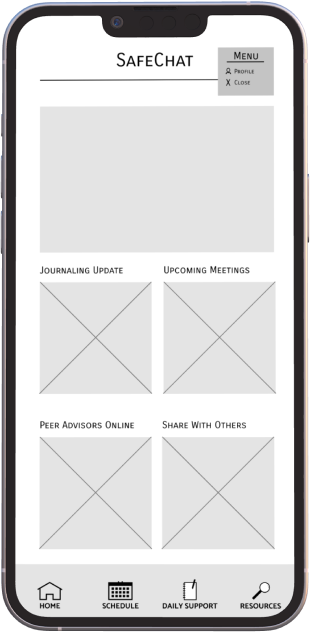 SafeChat
Menu
Profile
X Close
Journaling Update
Upcoming Meetings
Peer Advisors Online
Share With Others
HOME
SCHEDULE
DAILY SUPPORT
RESOURCES